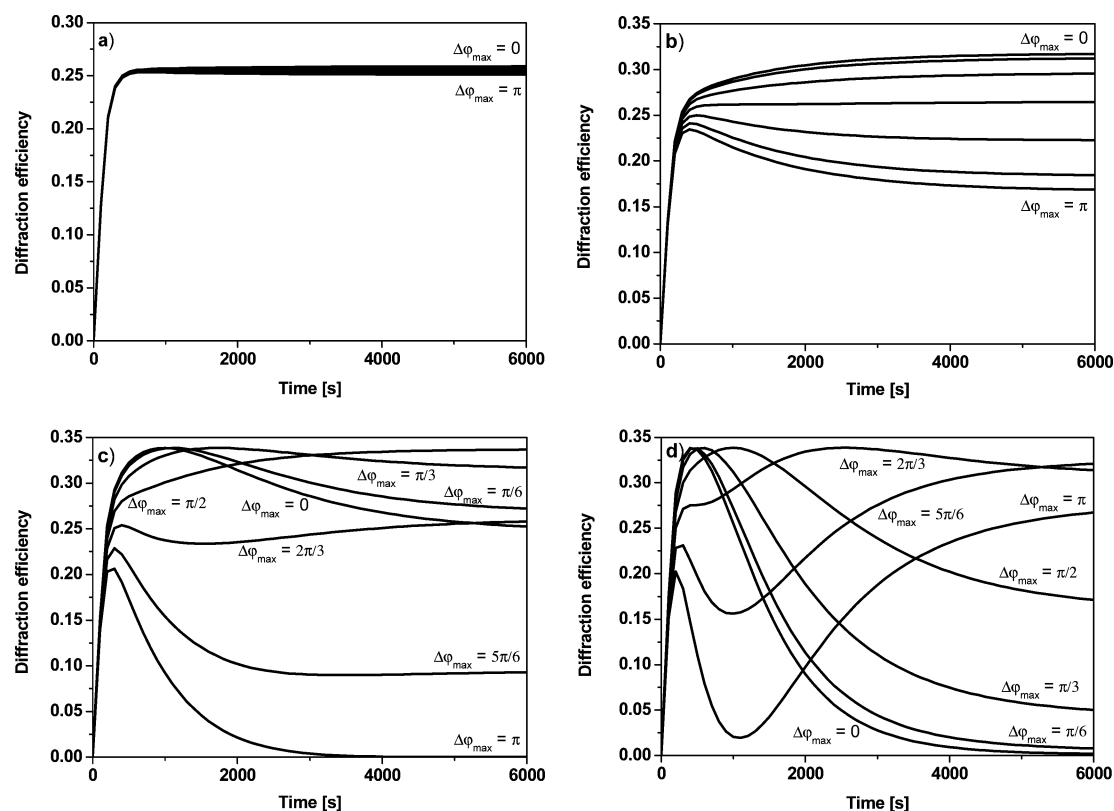 a)
Δφmax = 0
Δφmax = π
Diffraction efficiency
0.30
0.25
0.20
0.15
0.10
0.05
0.00
0 2000 4000 6000
Time [s]
b)
Δφmax = 0
Δφmax = π
Diffraction efficiency
0.35
0.30
0.25
0.20
0.15
0.10
0.05
0.00
0 2000 4000 6000
Time [s]
c)
Δφmax = π/3
Δφmax = π/6
Δφmax = π/2
Δφmax = 0
Δφmax = 2π/3
Δφmax = 5π/6
Δφmax = π
Diffraction efficiency
0.35
0.30
0.25
0.20
0.15
0.10
0.05
0.00
0 2000 4000 6000
Time [s]
d)
Δφmax = 2π/3
Δφmax = π
Δφmax = 5π/6
Δφmax = π/2
Δφmax = π/3
Δφmax = π/6
Δφmax = 0
Diffraction efficiency
0.35
0.30
0.25
0.20
0.15
0.10
0.05
0.00
0 2000 4000 6000
Time [s]